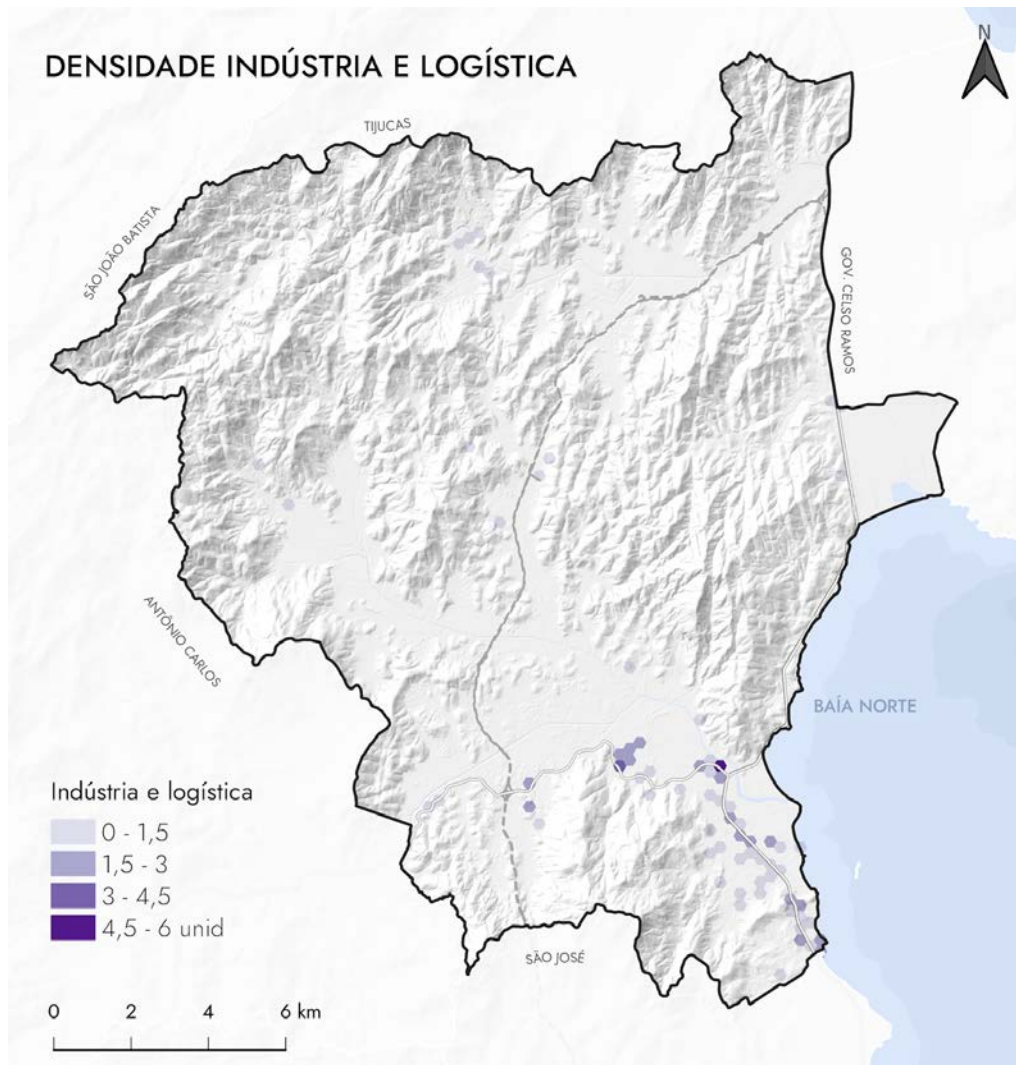 DENSIDADE INDÚSTRIA E LOGÍSTICA
N
TIJUCAS
SÃO JOÃO BATISTA
GOV. CELSO RAMOS
ANTÔNIO CARLOS
BAÍA NORTE
SÃO JOSÉ
Indústria e logística
0 - 1,5
1,5 - 3
3 - 4,5
4,5 - 6 unid
0 2 4 6 km